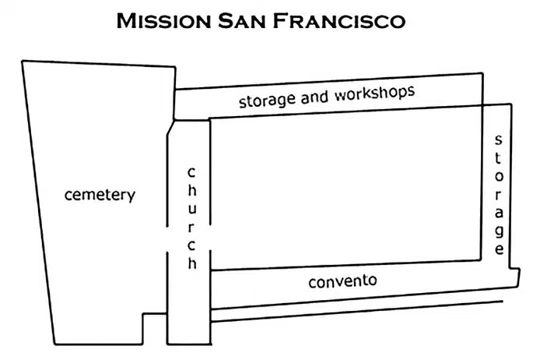 MISSION SAN FRANCISCO
storage and workshops
cemetery
church
storage
convento